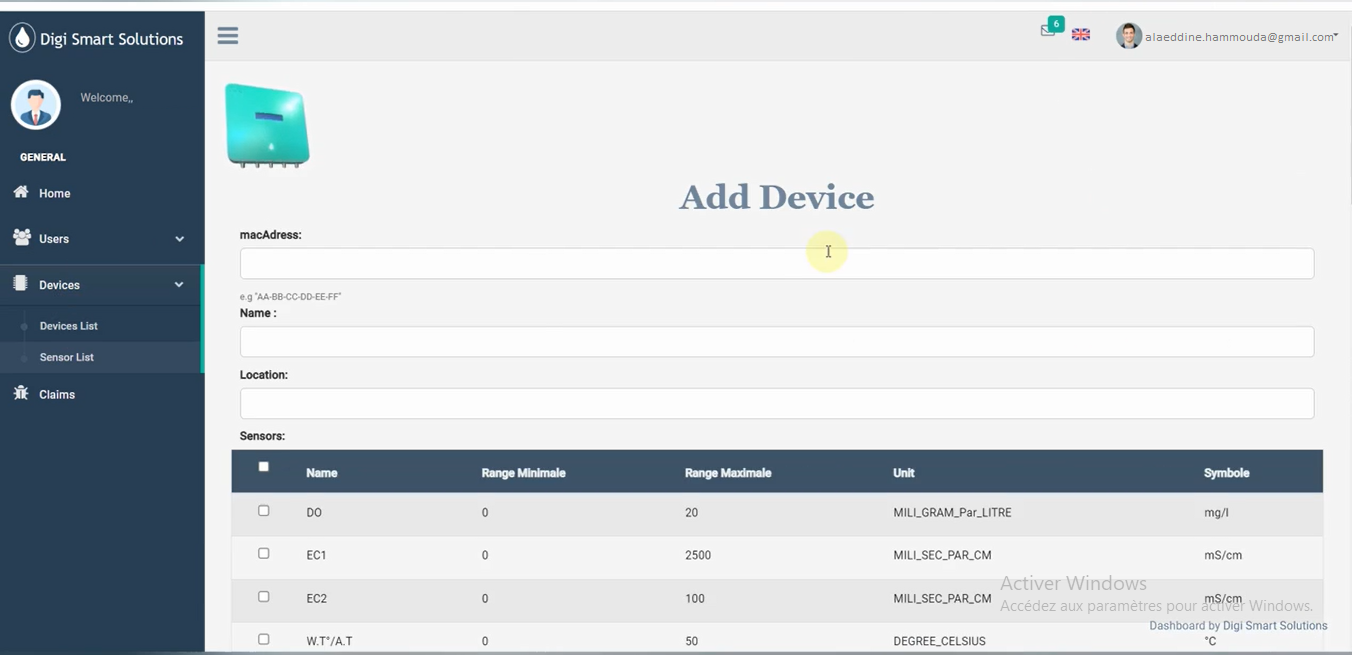 Digi Smart Solutions
6
alaeddine.hammouda@gmail.com
Welcome,,
GENERAL
Home
Users
Devices
Devices List
Sensor List
Claims
Add Device
macAdress:
e.g "AA-BB-CC-DD-EE-FF"
Name :
Location:
Sensors:
Name Range Minimale Range Maximale Unit Symbole
DO 0 20 MILI_GRAM_Par_LITRE mg/l
EC1 0 2500 MILI_SEC_PAR_CM mS/cm
EC2 0 100 MILI_SEC_PAR_CM mS/cm
W.T°/A.T 0 50 DEGREE_CELSIUS °C
Activer Windows
Accédez aux paramètres pour activer Windows.
Dashboard by Digi Smart Solutions